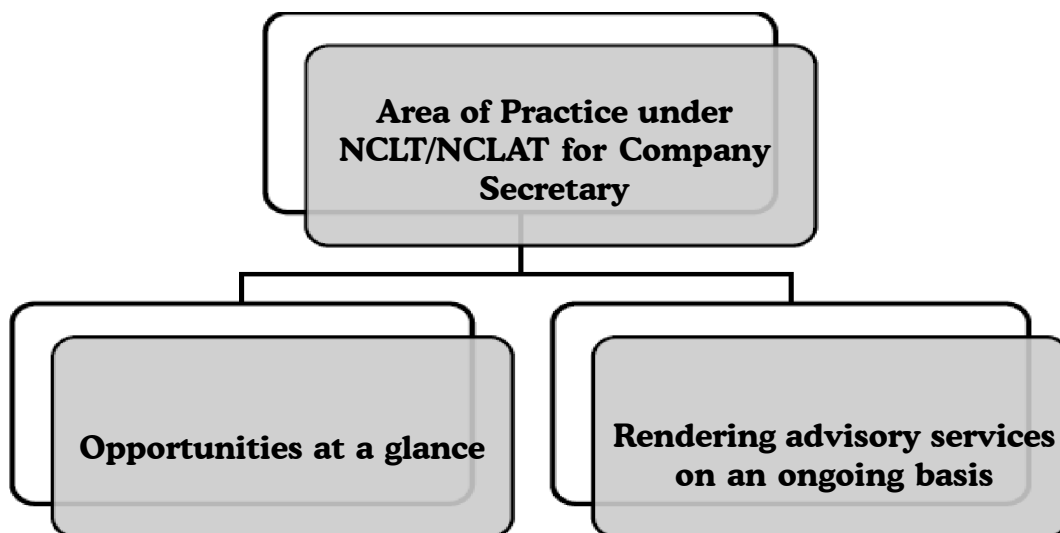 Area of Practice under
NCLT/NCLAT for Company
Secretary
Opportunities at a glance
Rendering advisory services
on an ongoing basis